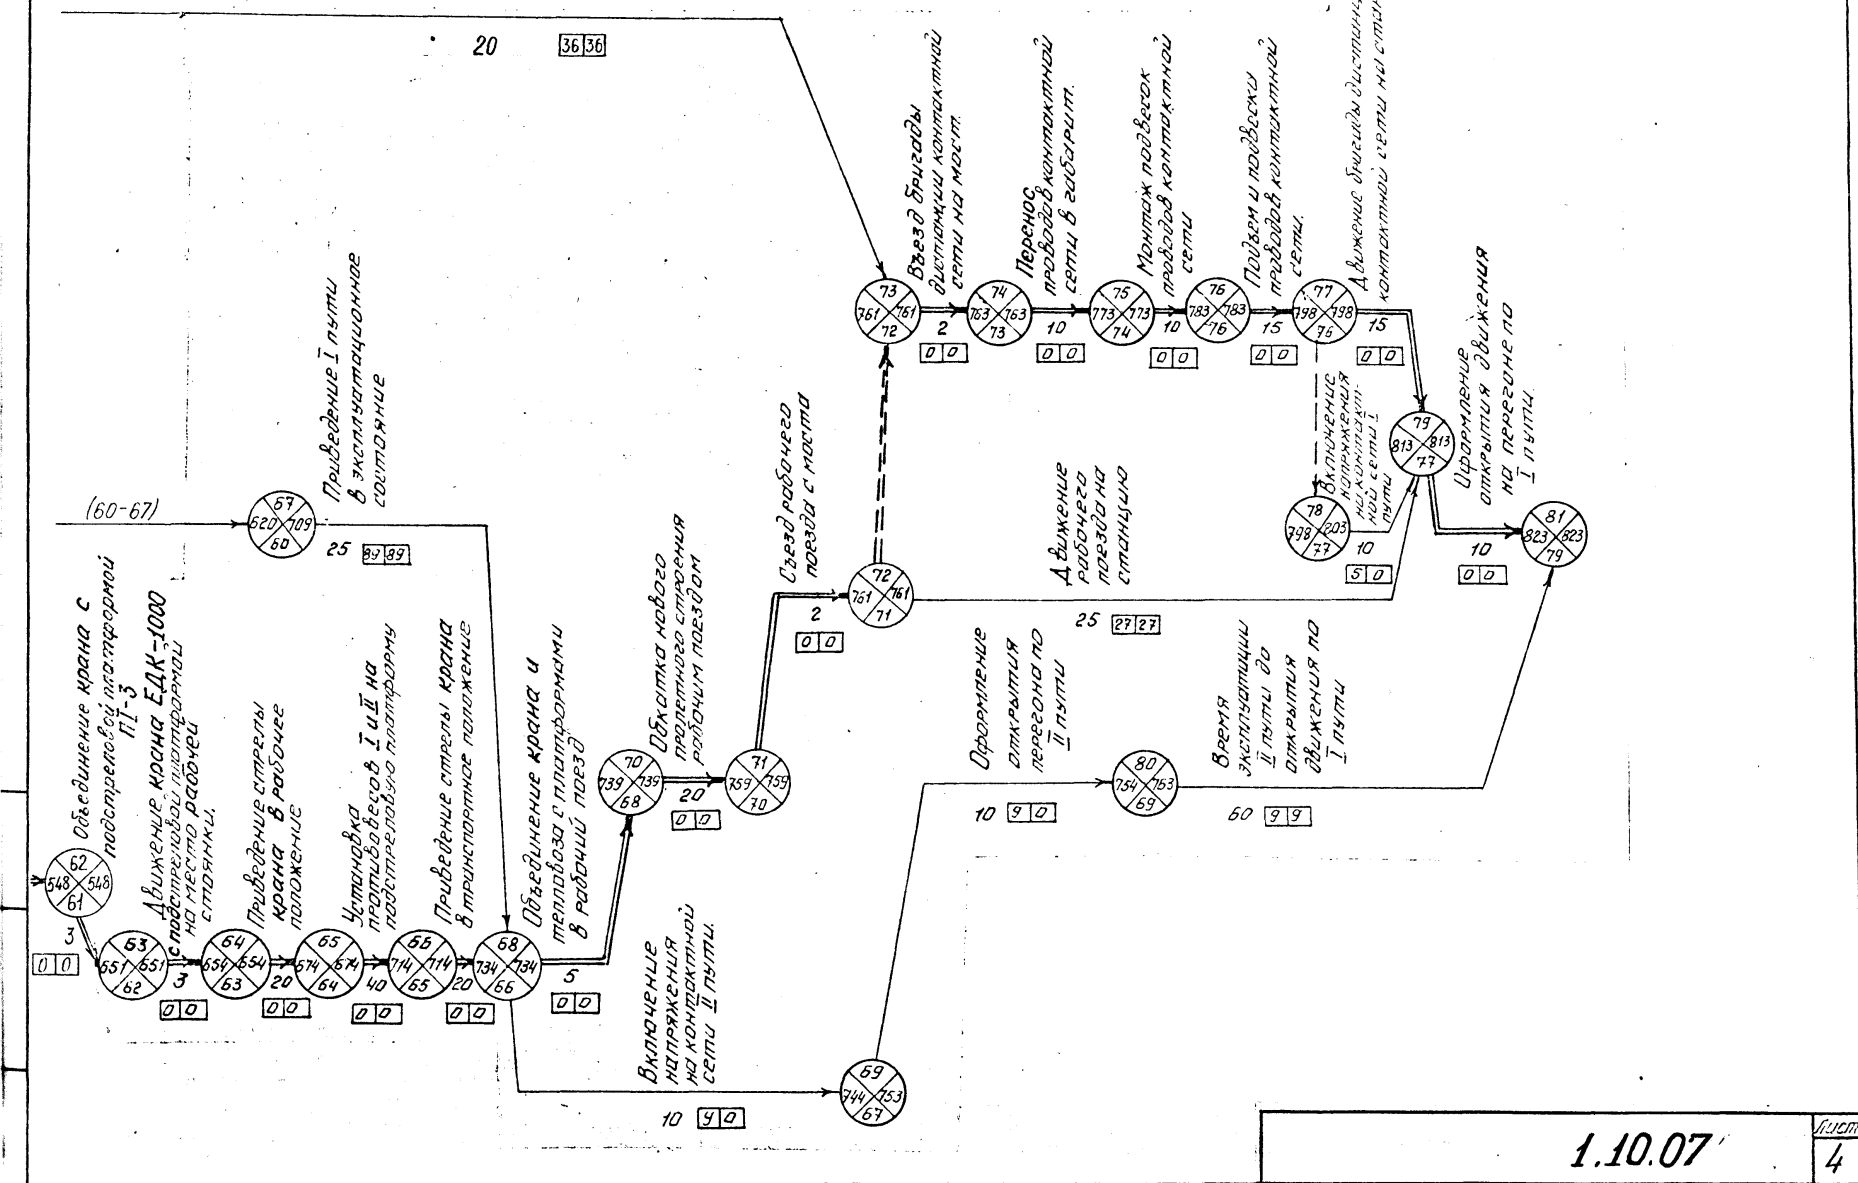 20
36 36
Въезд бригады
дистанции контактной
сети на мост.
Перенос
проводов контактной
сети в габарит.
Монтаж подвесок
проводов контактной
сети
Подъем и подвески
проводов контактной
сети.
Движение бригады
контактной сети на
73
761 761
72
2
0 0
74
763 763
73
10
0 0
75
773 773
74
10
0 0
76
783 783
76
15
0 0
77
798 798
76
15
0 0
Приведение I пути
в эксплуатационное
состояние
(60-67)
67
620 709
60
25
89 89
Включение
напряжения
на контакт-
ной сети I
пути
79
813 813
77
Оформление
открытия движения
на перегоне по
I пути.
78
798 803
77
10
5 0
10
0 0
81
823 823
79
Съезд рабочего
поезда с моста
2
0 0
72
761 761
71
Движение
рабочего
поезда на
станцию
25
27 27
Объединение крана с
подстреловой платформой
ПI-3
Движение крана ЕДК-1000
с подстреловой платформой
на место рабочей
стоянки.
Приведение стрелы
крана в рабочее
положение
Установка
противовесов I и II на
подстреловую платформу
Приведение стрелы крана
в транспортное положение
Объединение крана и
тепловоза с платформами
в рабочий поезд
Обкатка нового
пролетного строения
рабочим поездом
70
739 739
68
20
0 0
71
759 759
70
Оформление
открытия
перегона по
II пути
10
9 0
80
754 763
69
Время
эксплуатации
II пути до
открытия
движения по
I пути
60
9 9
62
548 548
61
3
0 0
63
651 651
62
3
0 0
64
654 654
63
20
0 0
65
674 674
64
40
0 0
66
714 714
65
20
0 0
68
734 734
66
5
0 0
Включение
напряжения
на контактной
сети II пути.
10
9 0
69
744 753
67
1.10.07
Лист
4